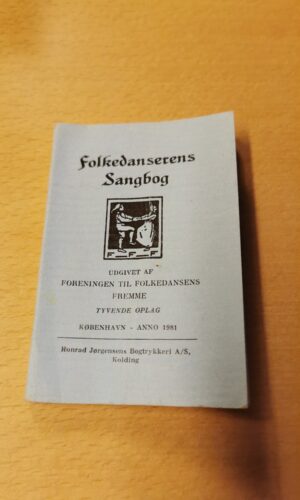 Folkedanserens
Sangbog
UDGIVET AF
FORENINGEN TIL FOLKEDANSENS
FREMME
TYVENDE OPLAG
KØBENHAVN - ANNO 1981
Konrad Jørgensens Bogtrykkeri A/S,
Kolding